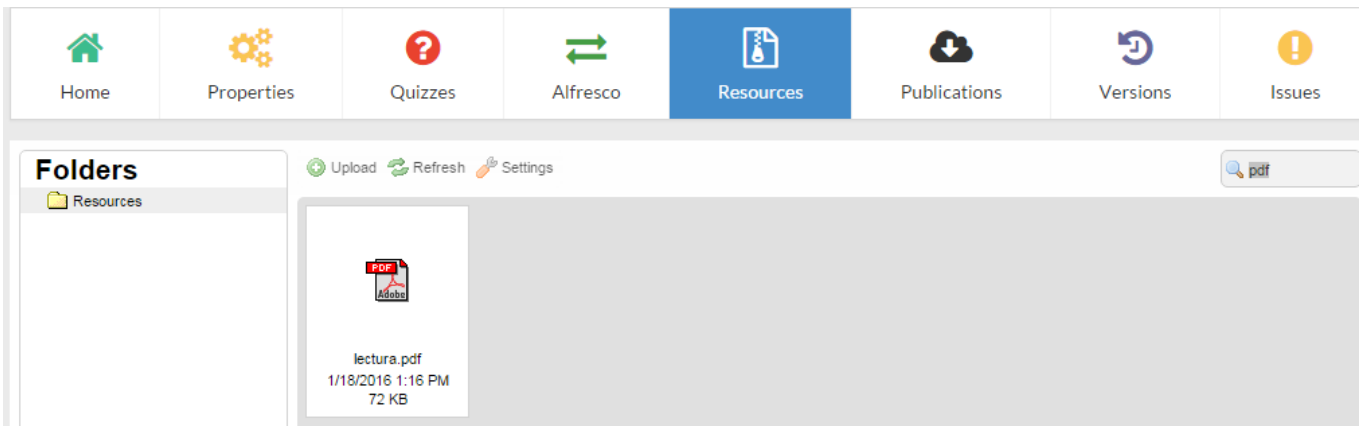 Home Properties Quizzes Alfresco Resources Publications Versions Issues
Folders
Resources
Upload Refresh Settings
pdf
PDF
Adobe
lectura.pdf
1/18/2016 1:16 PM
72 KB